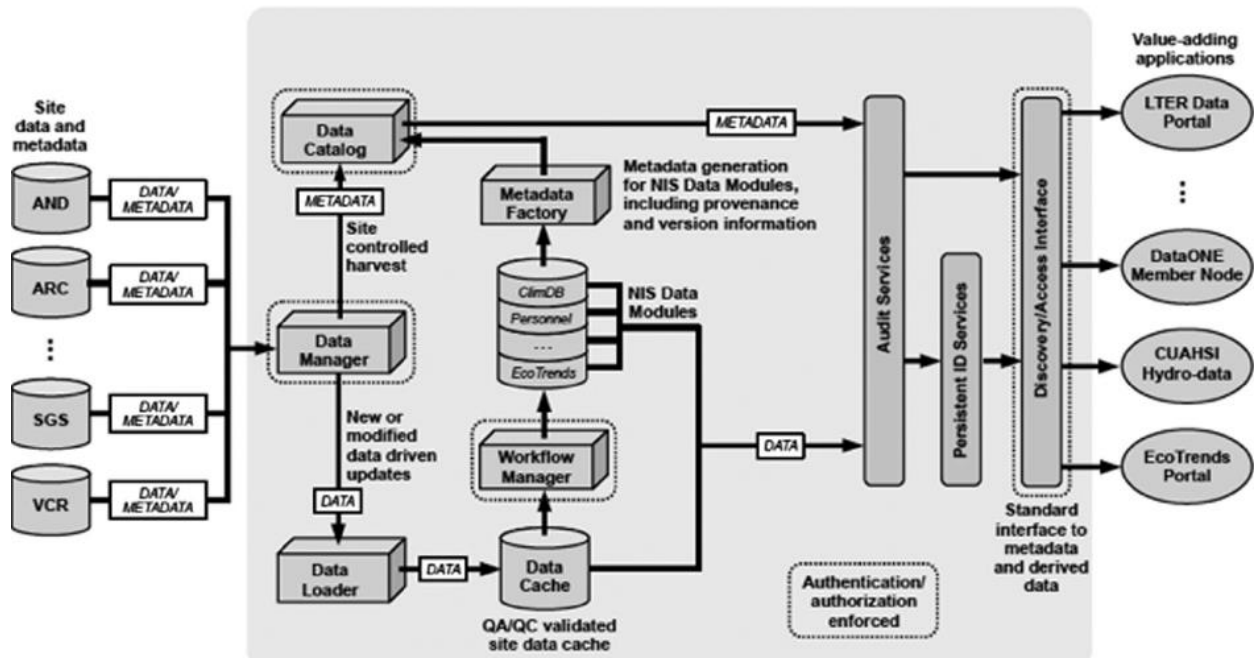 Site
data and
metadata
AND
DATA/
METADATA
ARC
DATA/
METADATA
SGS
DATA/
METADATA
VCR
DATA/
METADATA
Data
Catalog
METADATA
Site
controlled
harvest
Data
Manager
New or
modified
data driven
updates
DATA
Data
Loader
DATA
Data
Cache
QA/QC validated
site data cache
Workflow
Manager
ClimDB
Personnel
---
EcoTrends
NIS Data
Modules
Metadata
Factory
Metadata generation
for NIS Data Modules,
including provenance
and version information
METADATA
DATA
Audit Services
Persistent ID Services
Discovery/Access Interface
Standard
interface to
metadata
and derived
data
Authentication/
authorization
enforced
Value-adding
applications
LTER Data
Portal
DataONE
Member Node
CUAHSI
Hydro-data
EcoTrends
Portal